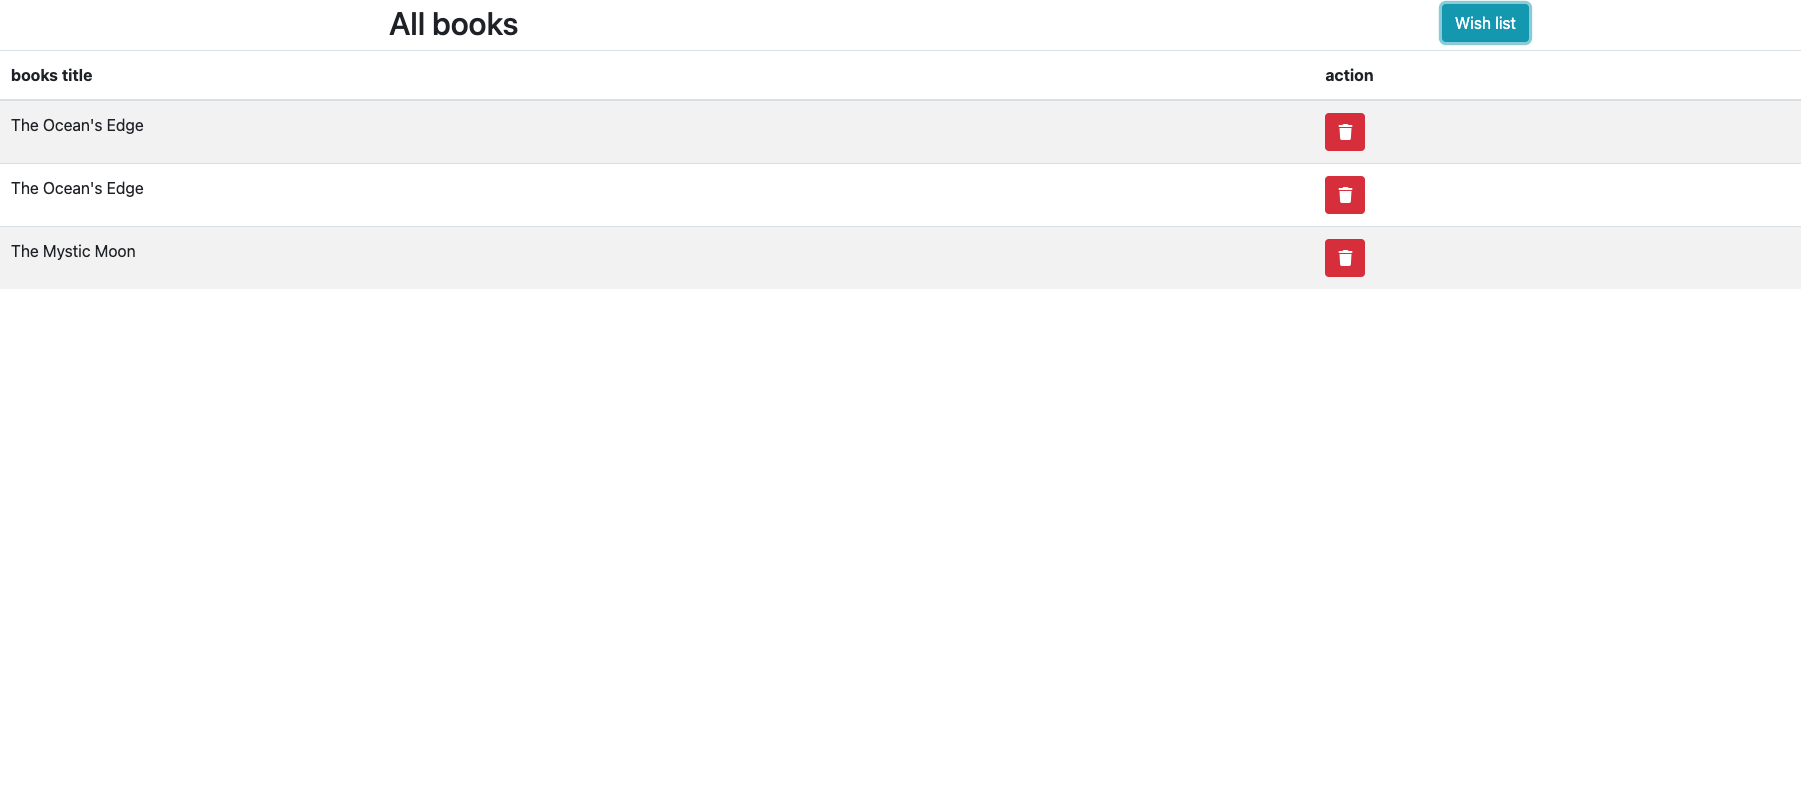 All books
Wish list
books title
action
The Ocean's Edge
The Ocean's Edge
The Mystic Moon